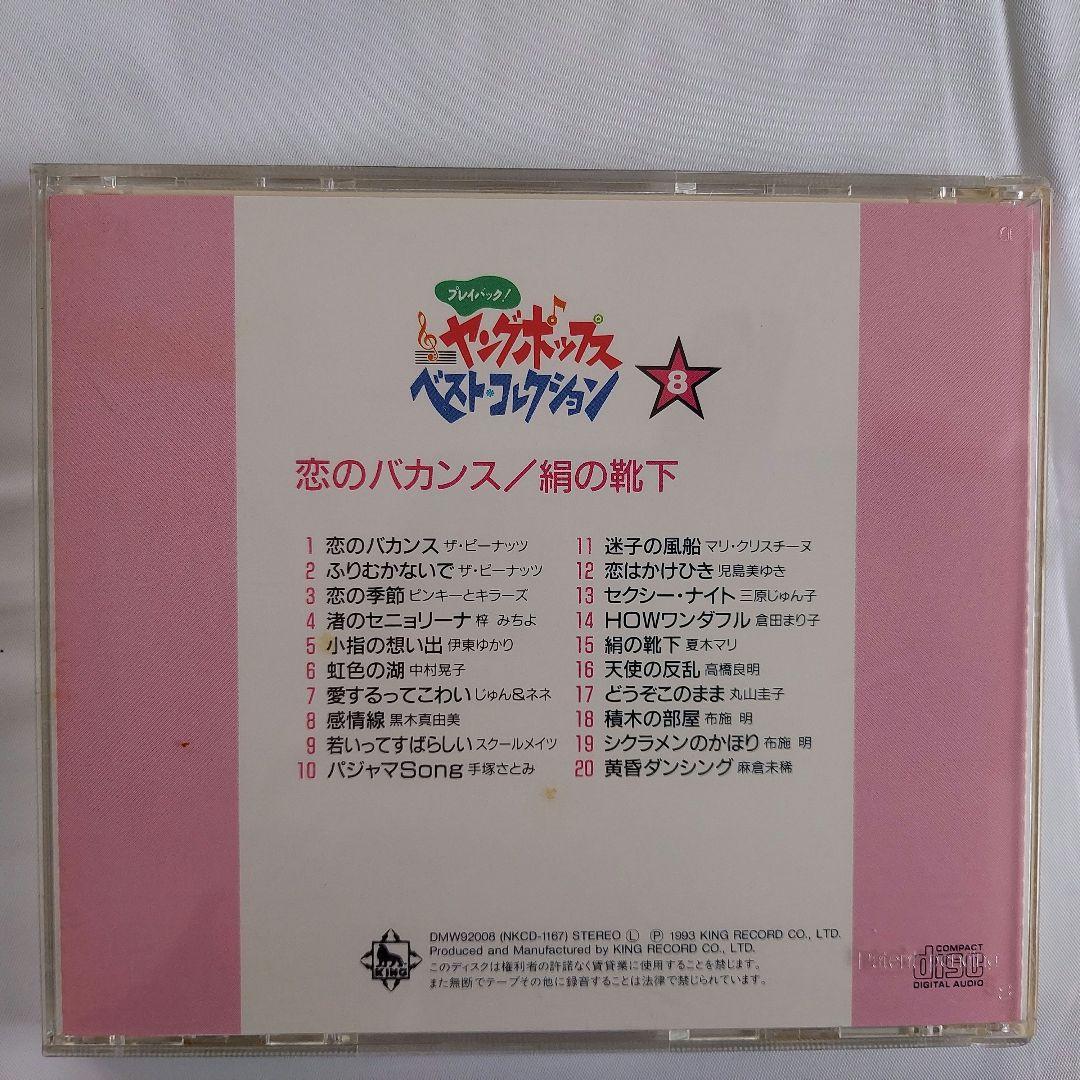 プレイバック!
ヤングポップス
ベスト・コレクション
8
恋のバカンス/絹の靴下
1 恋のバカンス ザ・ピーナッツ
2 ふりむかないで ザ・ピーナッツ
3 恋の季節 ピンキーとキラーズ
4 渚のセニョリーナ 梓 みちよ
5 小指の想い出 伊東ゆかり
6 虹色の湖 中村晃子
7 愛するってこわい じゅん&ネネ
8 感情線 黒木真由美
9 若いってすばらしい スクールメイツ
10 パジャマSong 手塚さとみ
11 迷子の風船 マリ・クリスチーヌ
12 恋はかけひき 児島美ゆき
13 セクシー・ナイト 三原じゅん子
14 HOWワンダフル 倉田まり子
15 絹の靴下 夏木マリ
16 天使の反乱 高橋良明
17 どうぞこのまま 丸山圭子
18 積木の部屋 布施 明
19 シクラメンのかほり 布施 明
20 黄昏ダンシング 麻倉未稀
KING
DMW92008 (NKCD-1167) STEREO Ⓛ Ⓟ 1993 KING RECORD CO., LTD.
Produced and Manufactured by KING RECORD CO., LTD.
このディスクは権利者の許諾なく賃貸業に使用することを禁じます。
また無断でテープその他に録音することは法律で禁じられています。
COMPACT
disc
DIGITAL AUDIO